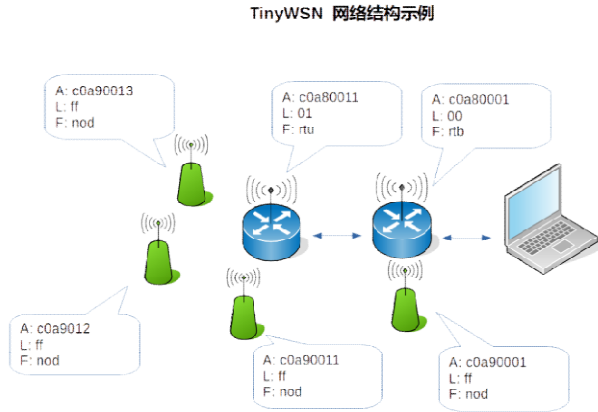 TinyWSN 网络结构示例
A: c0a90013
L: ff
F: nod
A: c0a80011
L: 01
F: rtu
A: c0a80001
L: 00
F: rtb
A: c0a9012
L: ff
F: nod
A: c0a90011
L: ff
F: nod
A: c0a90001
L: ff
F: nod